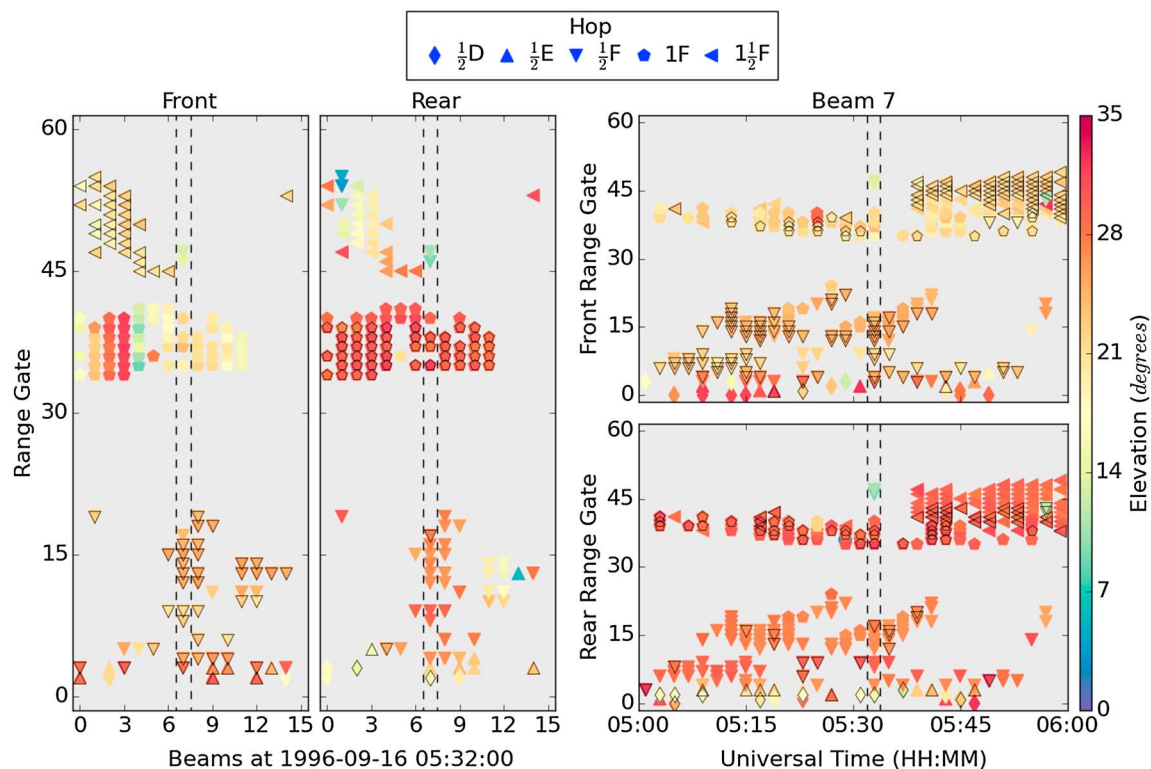 Hop
½D ½E ½F 1F 1½F
Front Rear Beam 7
Range Gate
60
45
30
15
0
0 3 6 9 12 15
0 3 6 9 12 15
Beams at 1996-09-16 05:32:00
Front Range Gate
60
45
30
15
0
Rear Range Gate
60
45
30
15
0
05:00 05:15 05:30 05:45 06:00
Universal Time (HH:MM)
35
28
21
14
7
0
Elevation (degrees)